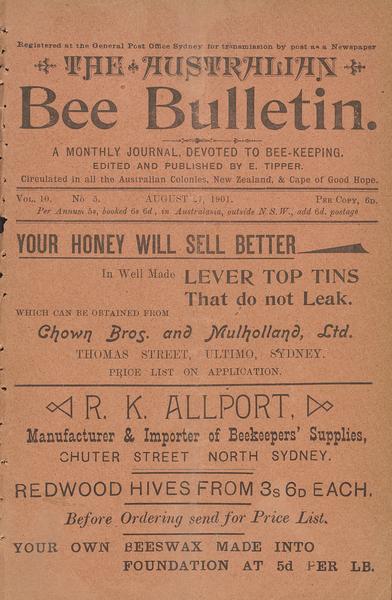 Registered at the General Post Office Sydney for transmission by post as a Newspaper
THE AUSTRALIAN
Bee Bulletin.
A MONTHLY JOURNAL, DEVOTED TO BEE-KEEPING.
EDITED AND PUBLISHED BY E. TIPPER.
Circulated in all the Australian Colonies, New Zealand, & Cape of Good Hope.
VOL. 10. No 5. AUGUST 1901. PER COPY, 6D.
Per Annum 5s, booked 6s 6d, in Australasia, outside N.S.W., add 6d. postage
YOUR HONEY WILL SELL BETTER
In Well Made LEVER TOP TINS
That do not Leak.
WHICH CAN BE OBTAINED FROM
Chown Bros. and Mulholland, Ltd.
THOMAS STREET, ULTIMO, SYDNEY.
PRICE LIST ON APPLICATION.
R. K. ALLPORT,
Manufacturer & Importer of Beekeepers' Supplies,
CHUTER STREET NORTH SYDNEY.
REDWOOD HIVES FROM 3s 6D EACH.
Before Ordering send for Price List.
YOUR OWN BEESWAX MADE INTO
FOUNDATION AT 5d PER LB.